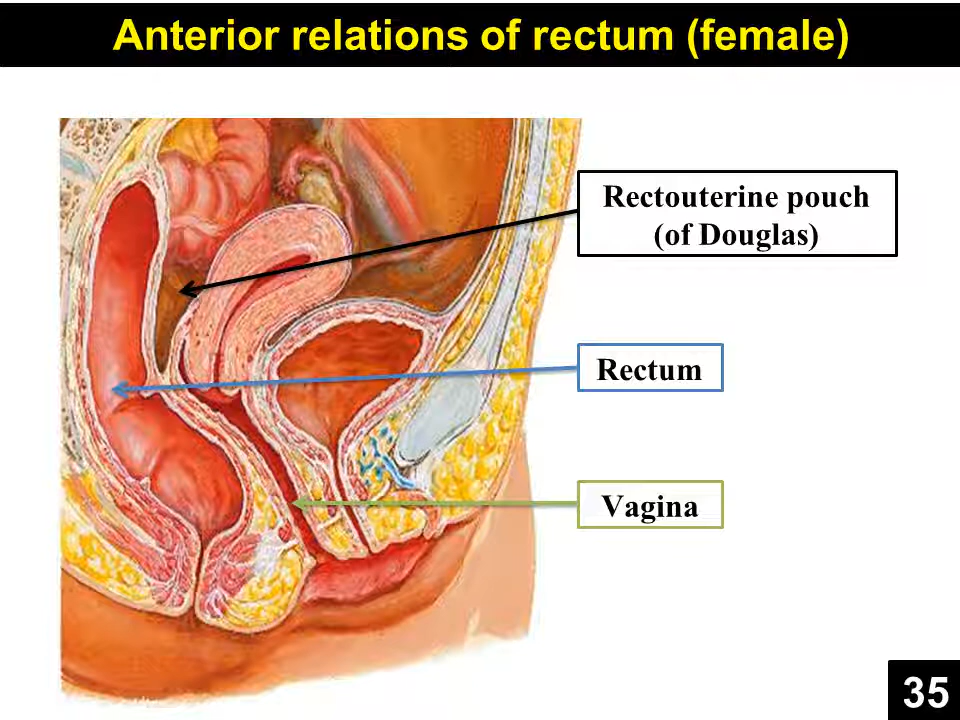 Anterior relations of rectum (female)
Rectouterine pouch
(of Douglas)
Rectum
Vagina
35